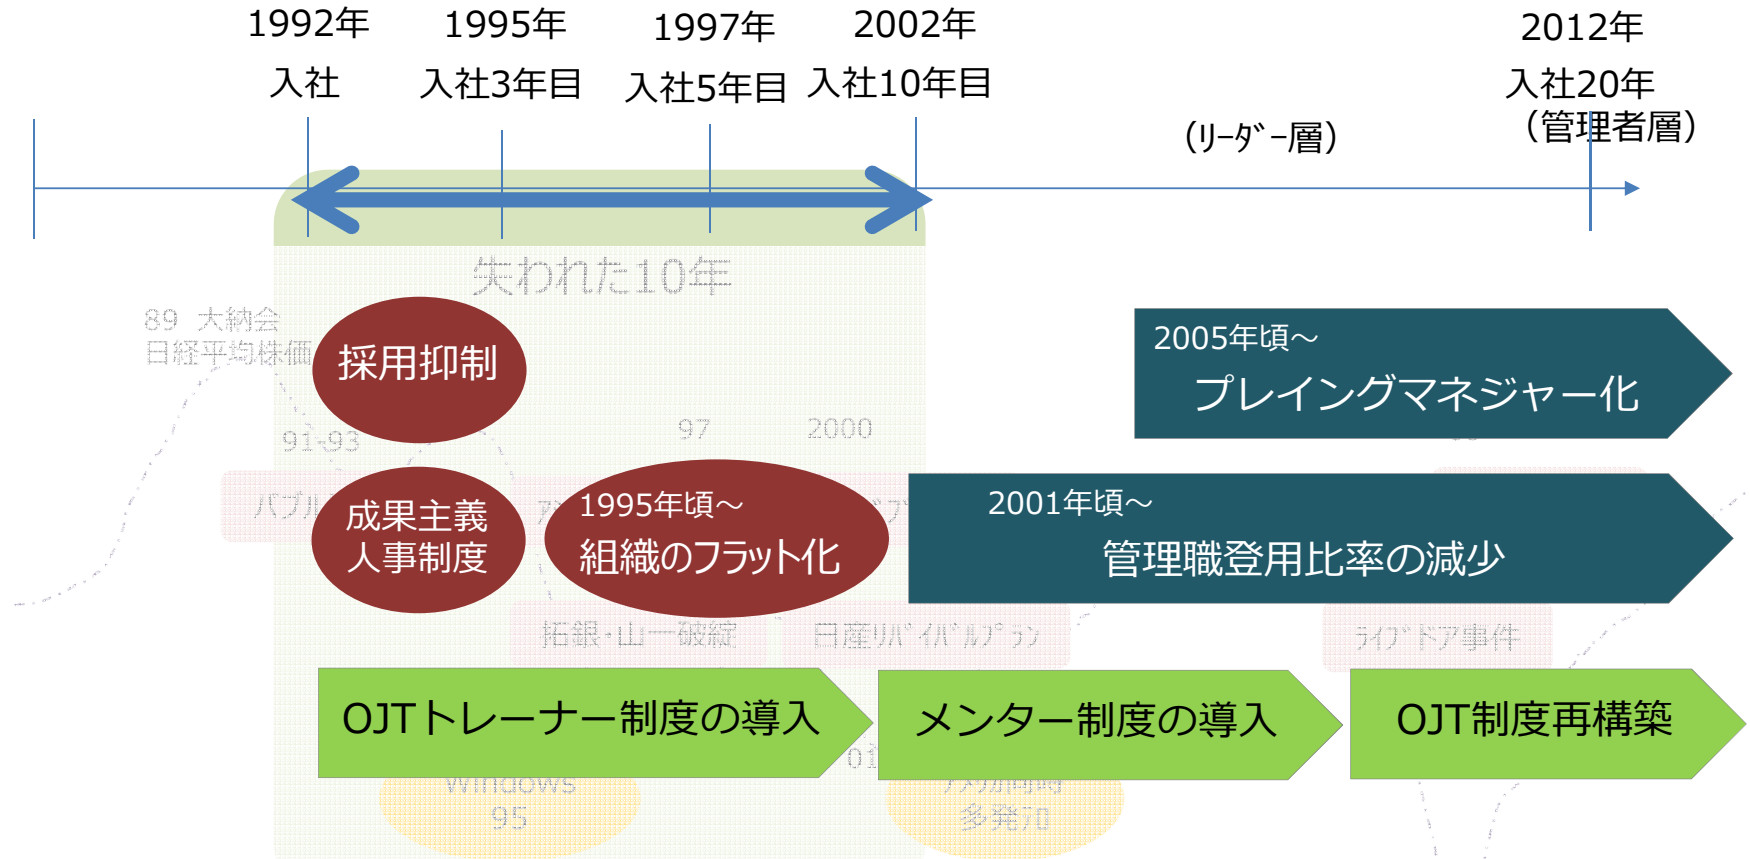 1992年
1995年
1997年
2002年
2012年
入社
入社3年目
入社5年目
入社10年目
入社20年
（管理者層）
（ﾘｰﾀﾞｰ層）
失われた10年
89 大納会
日経平均株価
採用抑制
2005年頃～
プレイングマネジャー化
91-93
97
2000
バブル
成果主義
人事制度
1995年頃～
組織のフラット化
2001年頃～
管理職登用比率の減少
拓銀・山一破綻
日産ﾘﾊﾞｲﾊﾞﾙﾌﾟﾗﾝ
ﾗｲﾌﾞﾄﾞｱ事件
OJTトレーナー制度の導入
メンター制度の導入
OJT制度再構築
Windows
95